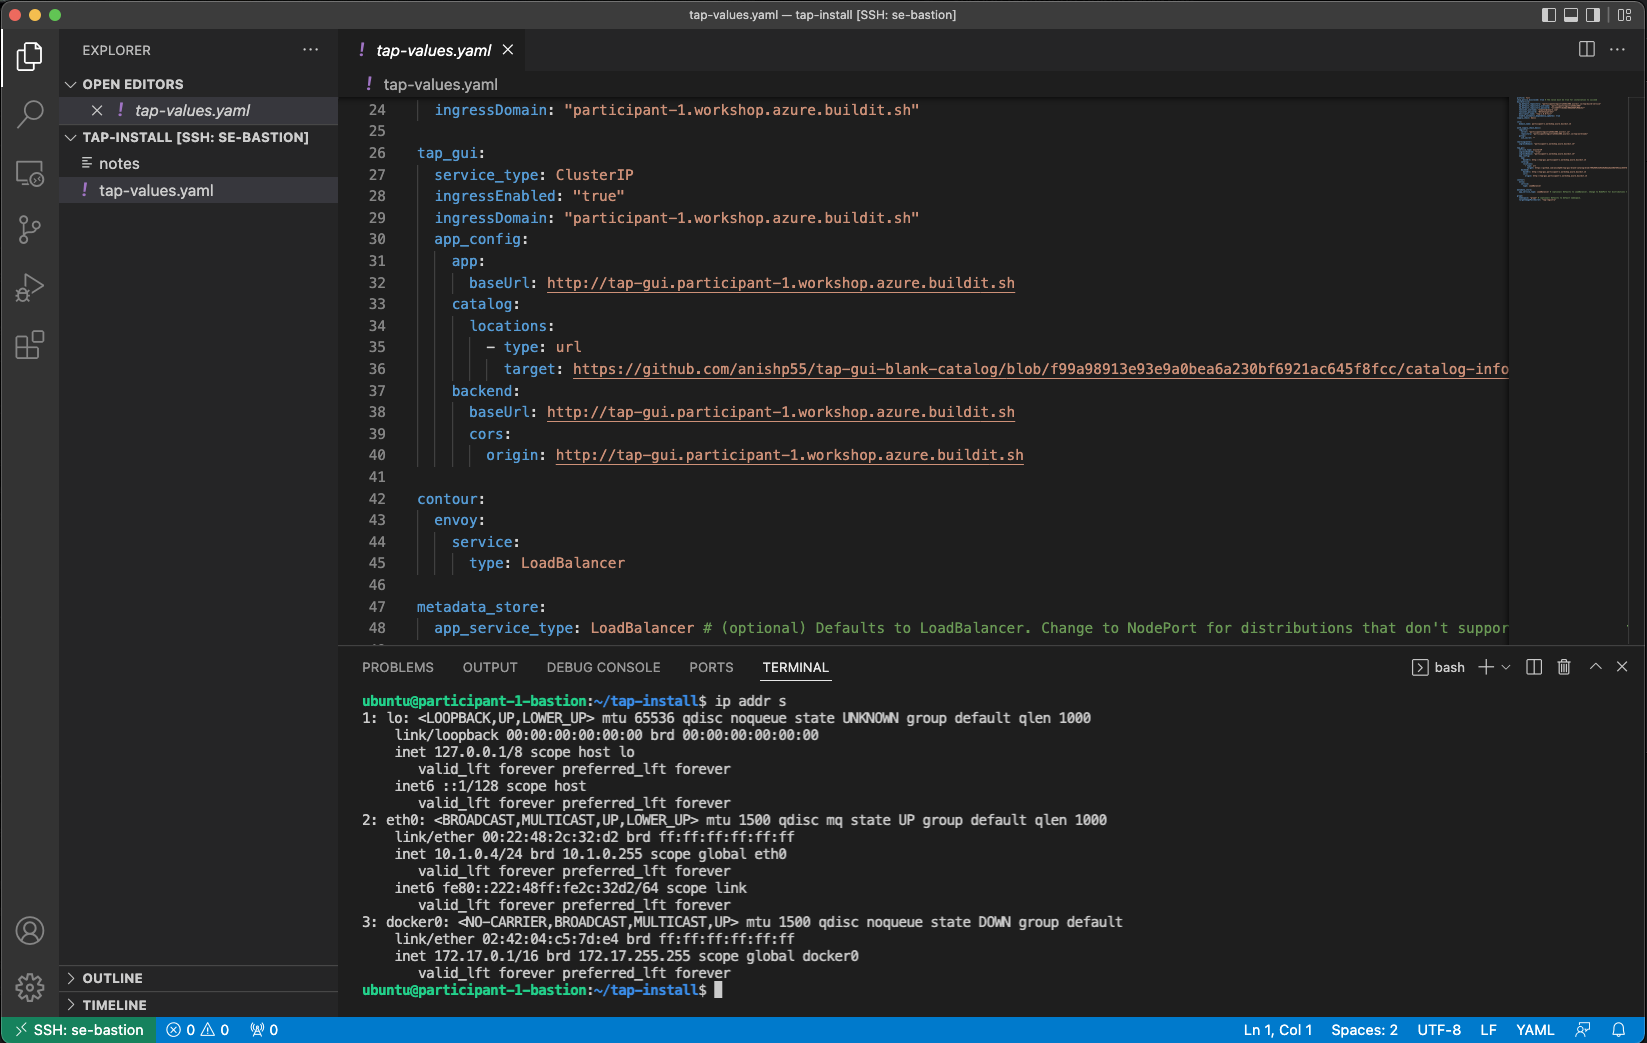 tap-values.yaml — tap-install [SSH: se-bastion]
EXPLORER
OPEN EDITORS
! tap-values.yaml
TAP-INSTALL [SSH: SE-BASTION]
notes
! tap-values.yaml
OUTLINE
TIMELINE
! tap-values.yaml
! tap-values.yaml
24 ingressDomain: "participant-1.workshop.azure.buildit.sh"
25
26 tap_gui:
27 service_type: ClusterIP
28 ingressEnabled: "true"
29 ingressDomain: "participant-1.workshop.azure.buildit.sh"
30 app_config:
31 app:
32 baseUrl: http://tap-gui.participant-1.workshop.azure.buildit.sh
33 catalog:
34 locations:
35 - type: url
36 target: https://github.com/anishp55/tap-gui-blank-catalog/blob/f99a98913e93e9a0bea6a230bf6921ac645f8fcc/catalog-info
37 backend:
38 baseUrl: http://tap-gui.participant-1.workshop.azure.buildit.sh
39 cors:
40 origin: http://tap-gui.participant-1.workshop.azure.buildit.sh
41
42 contour:
43 envoy:
44 service:
45 type: LoadBalancer
46
47 metadata_store:
48 app_service_type: LoadBalancer # (optional) Defaults to LoadBalancer. Change to NodePort for distributions that don't suppor
PROBLEMS OUTPUT DEBUG CONSOLE PORTS TERMINAL
bash
ubuntu@participant-1-bastion:~/tap-install$ ip addr s
1: lo: <LOOPBACK,UP,LOWER_UP> mtu 65536 qdisc noqueue state UNKNOWN group default qlen 1000
link/loopback 00:00:00:00:00:00 brd 00:00:00:00:00:00
inet 127.0.0.1/8 scope host lo
valid_lft forever preferred_lft forever
inet6 ::1/128 scope host
valid_lft forever preferred_lft forever
2: eth0: <BROADCAST,MULTICAST,UP,LOWER_UP> mtu 1500 qdisc mq state UP group default qlen 1000
link/ether 00:22:48:2c:32:d2 brd ff:ff:ff:ff:ff:ff
inet 10.1.0.4/24 brd 10.1.0.255 scope global eth0
valid_lft forever preferred_lft forever
inet6 fe80::222:48ff:fe2c:32d2/64 scope link
valid_lft forever preferred_lft forever
3: docker0: <NO-CARRIER,BROADCAST,MULTICAST,UP> mtu 1500 qdisc noqueue state DOWN group default
link/ether 02:42:04:c5:7d:e4 brd ff:ff:ff:ff:ff:ff
inet 172.17.0.1/16 brd 172.17.255.255 scope global docker0
valid_lft forever preferred_lft forever
ubuntu@participant-1-bastion:~/tap-install$
SSH: se-bastion 0 0 0 Ln 1, Col 1 Spaces: 2 UTF-8 LF YAML